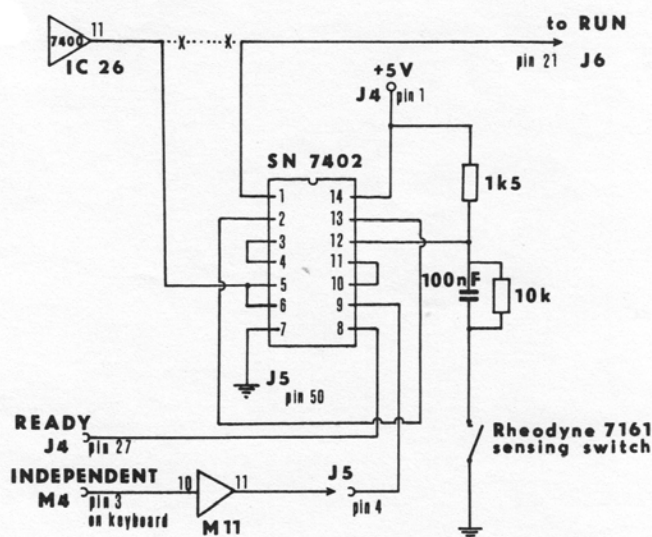 11
7400
IC 26
X X
to RUN
pin 21 J6
+5V
J4 pin 1
SN 7402
1 14
2 13
3 12
4 11
5 10
6 9
7 8
1k5
100nF
10k
J5
pin 50
READY
J4 pin 27
INDEPENDENT
M4 pin 3
on keyboard
10 11
M11
J5
pin 4
Rheodyne 7161
sensing switch